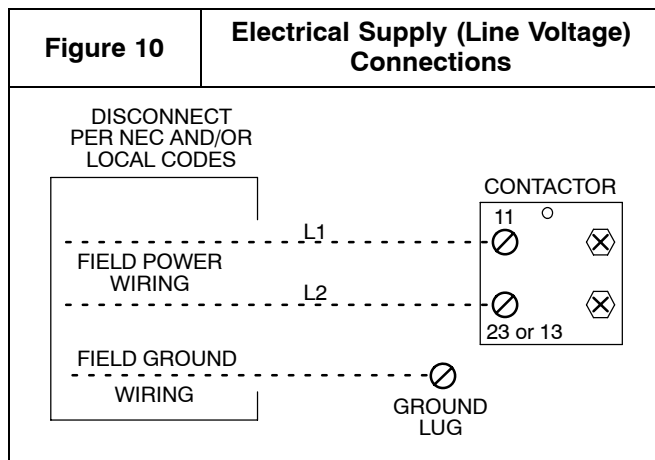 Figure 10
Electrical Supply (Line Voltage)
Connections
DISCONNECT
PER NEC AND/OR
LOCAL CODES
CONTACTOR
11
L1
FIELD POWER
WIRING
L2
23 or 13
FIELD GROUND
WIRING
GROUND
LUG